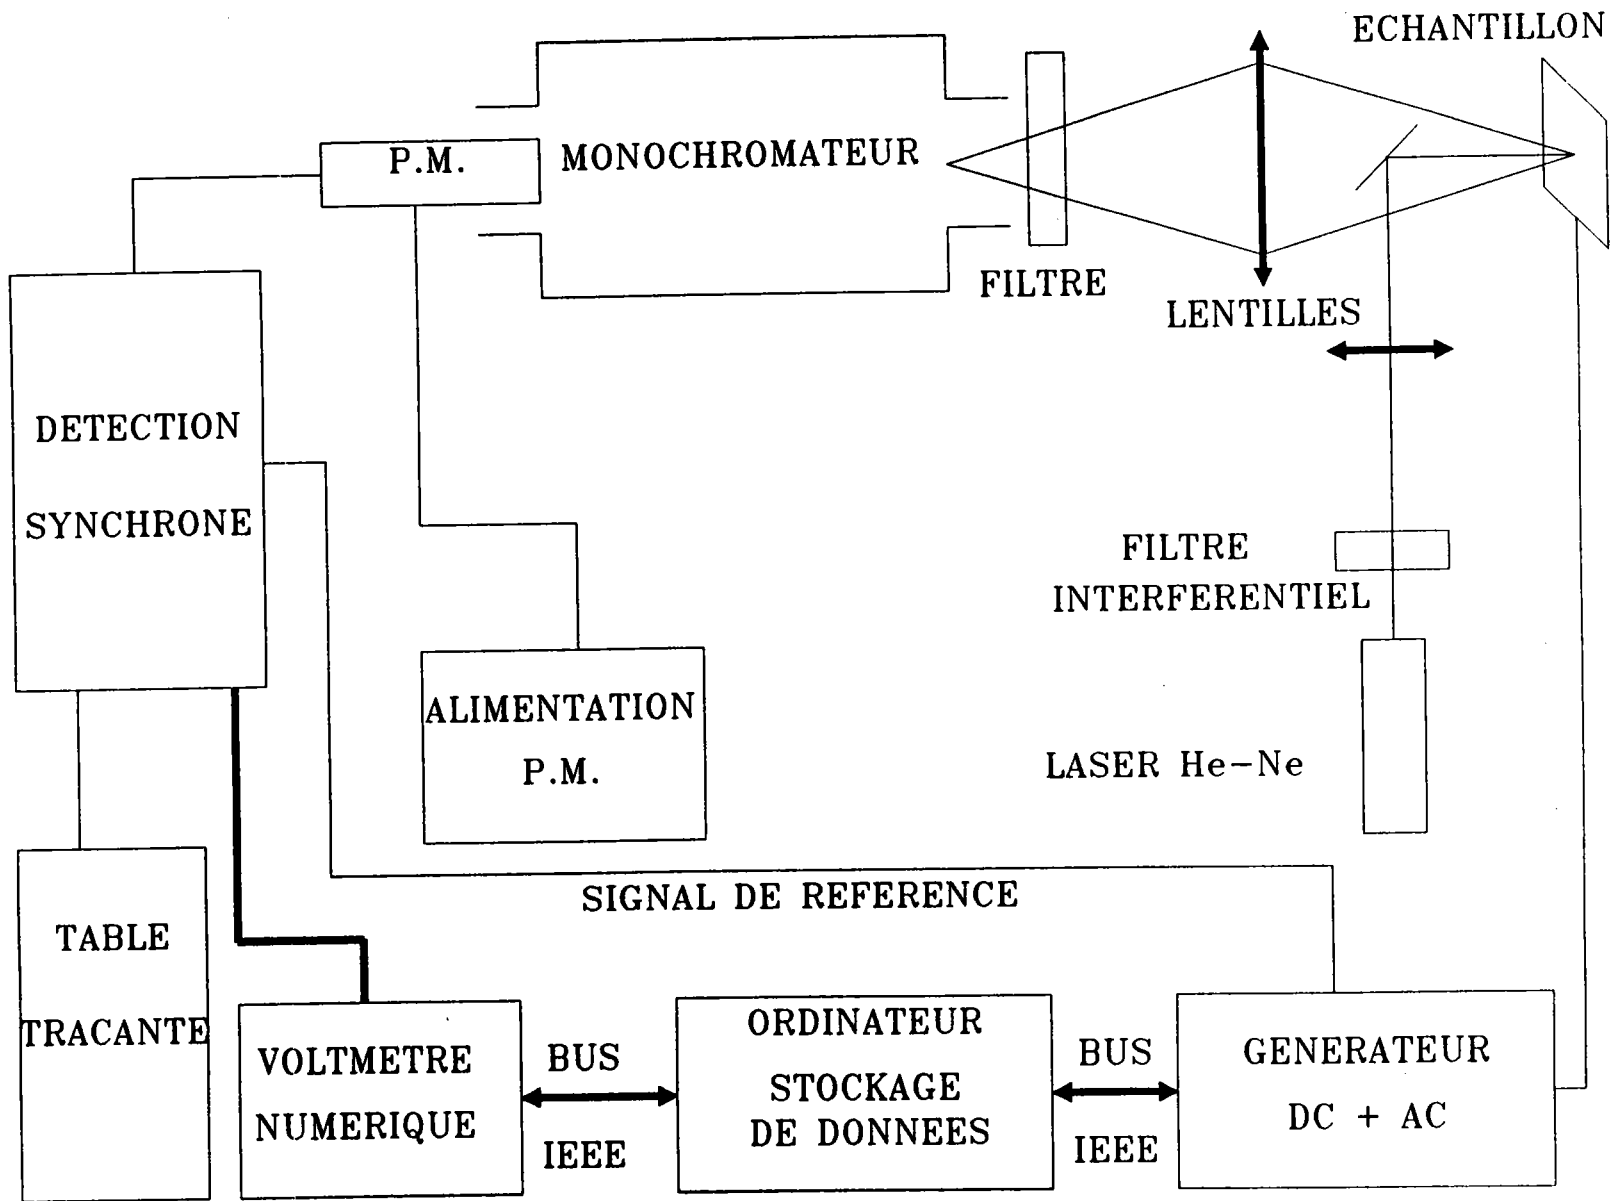 ECHANTILLON
P.M.
MONOCHROMATEUR
FILTRE
LENTILLES
DETECTION
SYNCHRONE
FILTRE
INTERFERENTIEL
ALIMENTATION
P.M.
LASER He-Ne
SIGNAL DE REFERENCE
TABLE
TRACANTE
VOLTMETRE
NUMERIQUE
BUS
IEEE
ORDINATEUR
STOCKAGE
DE DONNEES
BUS
IEEE
GENERATEUR
DC + AC